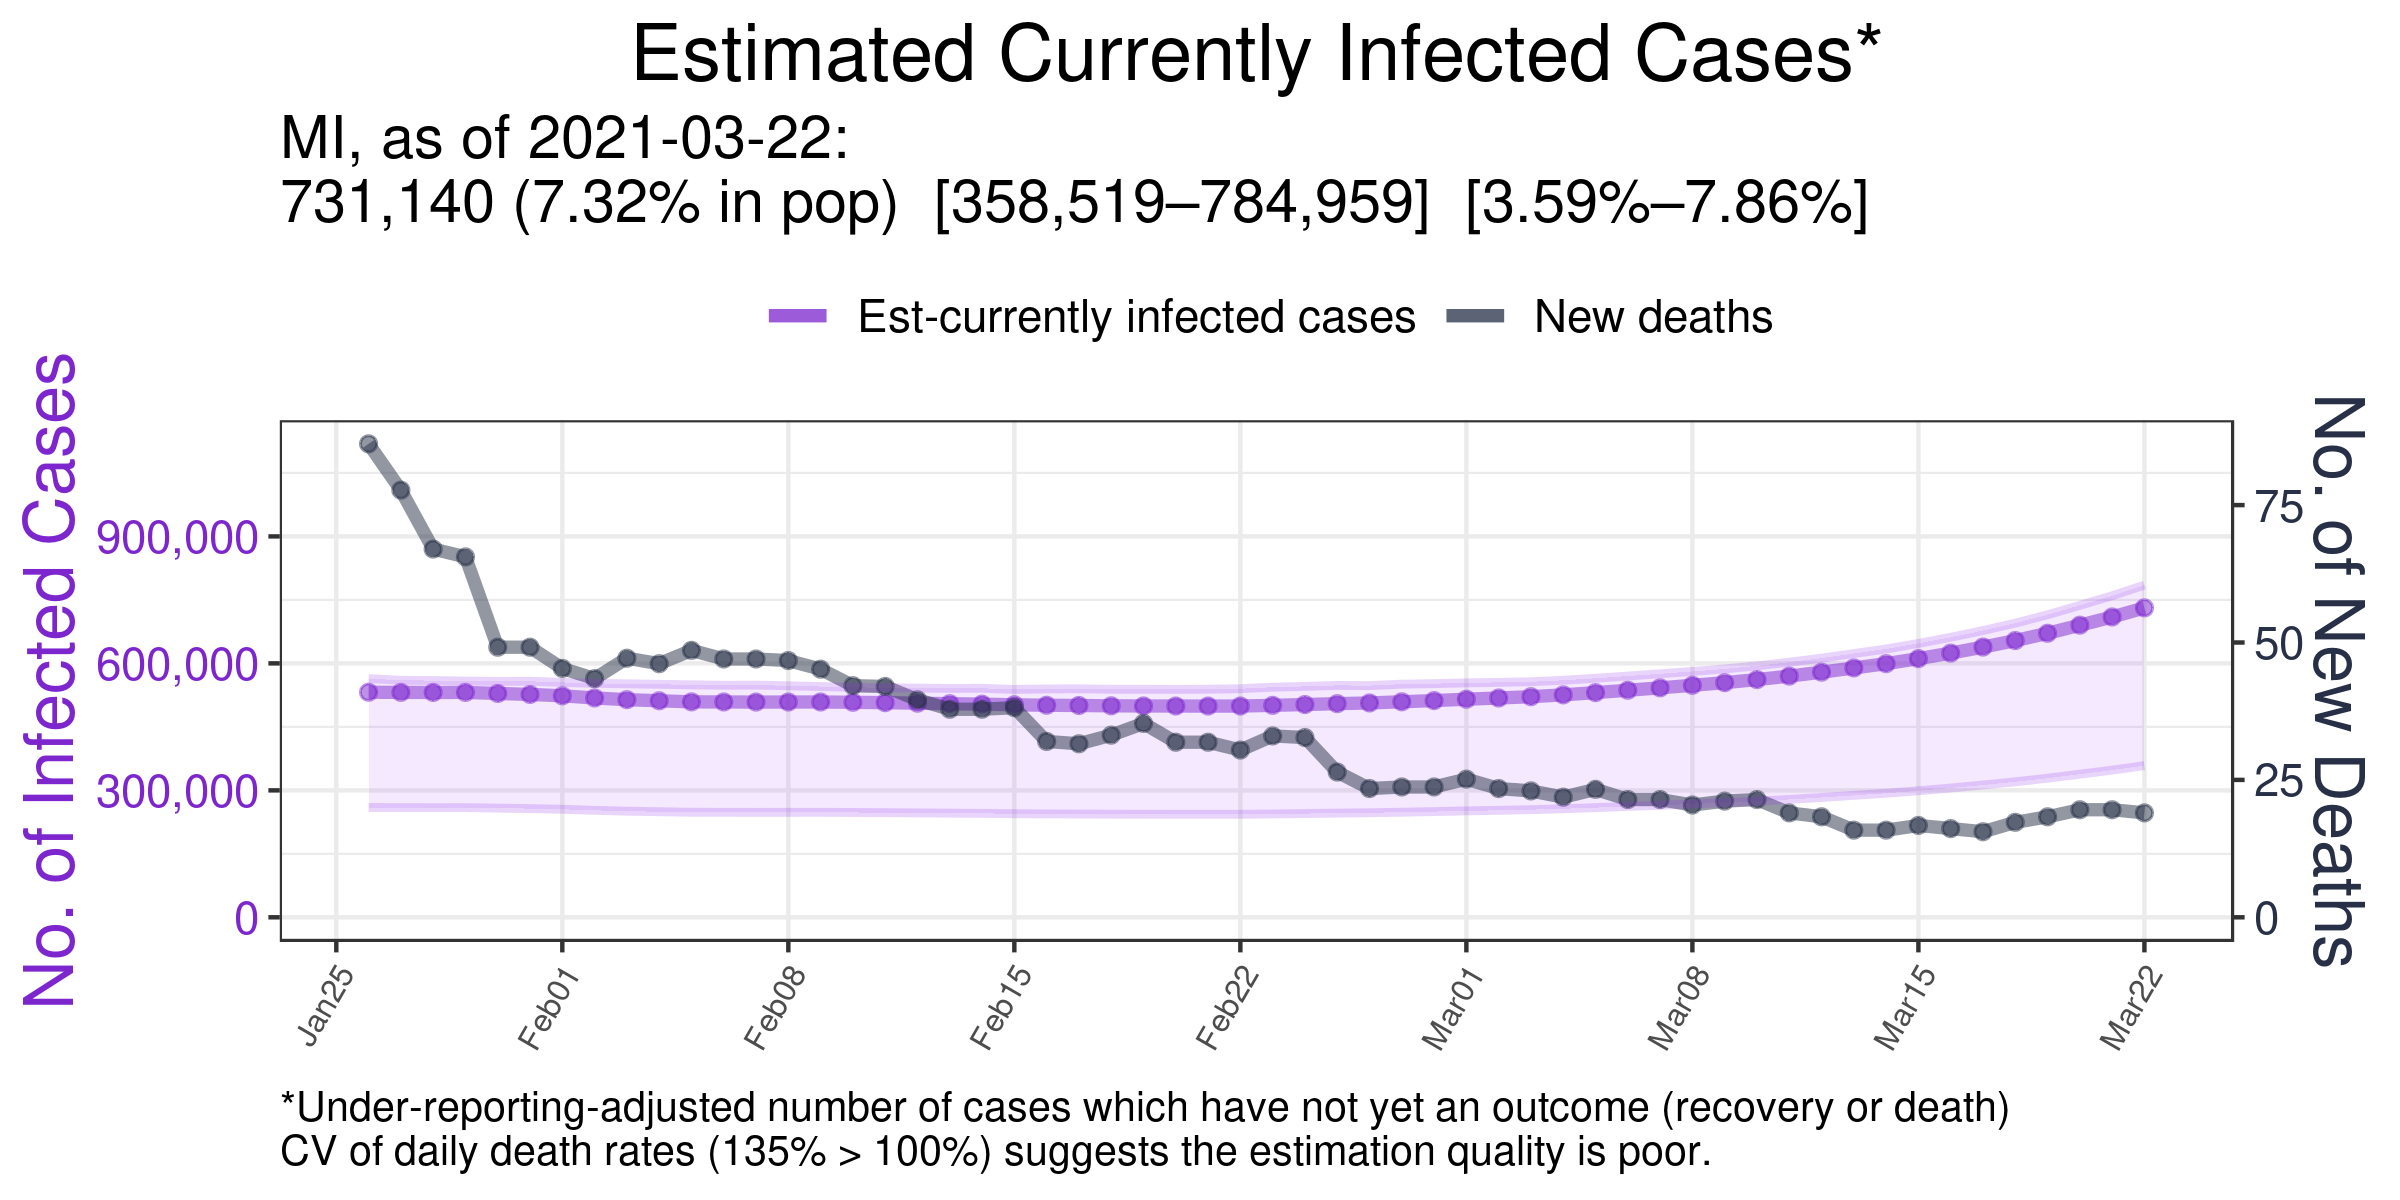 Estimated Currently Infected Cases*
MI, as of 2021-03-22:
731,140 (7.32% in pop)  [358,519–784,959]  [3.59%–7.86%]
Est-currently infected cases
New deaths
No. of Infected Cases
900,000
600,000
300,000
0
75
50
25
0
No. of New Deaths
Jan25
Feb01
Feb08
Feb15
Feb22
Mar01
Mar08
Mar15
Mar22
*Under-reporting-adjusted number of cases which have not yet an outcome (recovery or death)
CV of daily death rates (135% > 100%) suggests the estimation quality is poor.